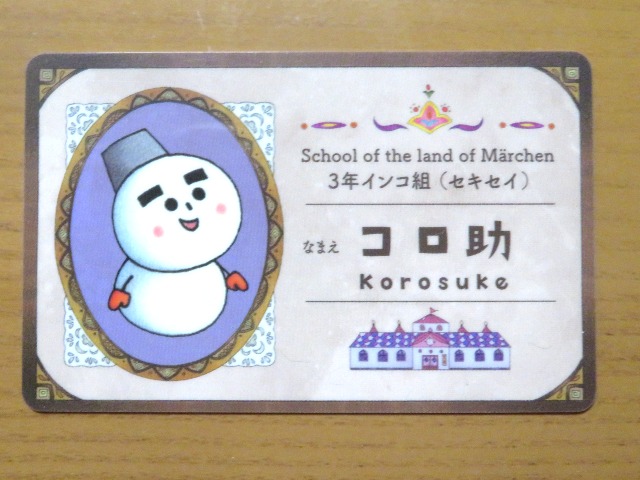 School of the land of Märchen
3年インコ組（セキセイ）
なまえ コロ助
Korosuke